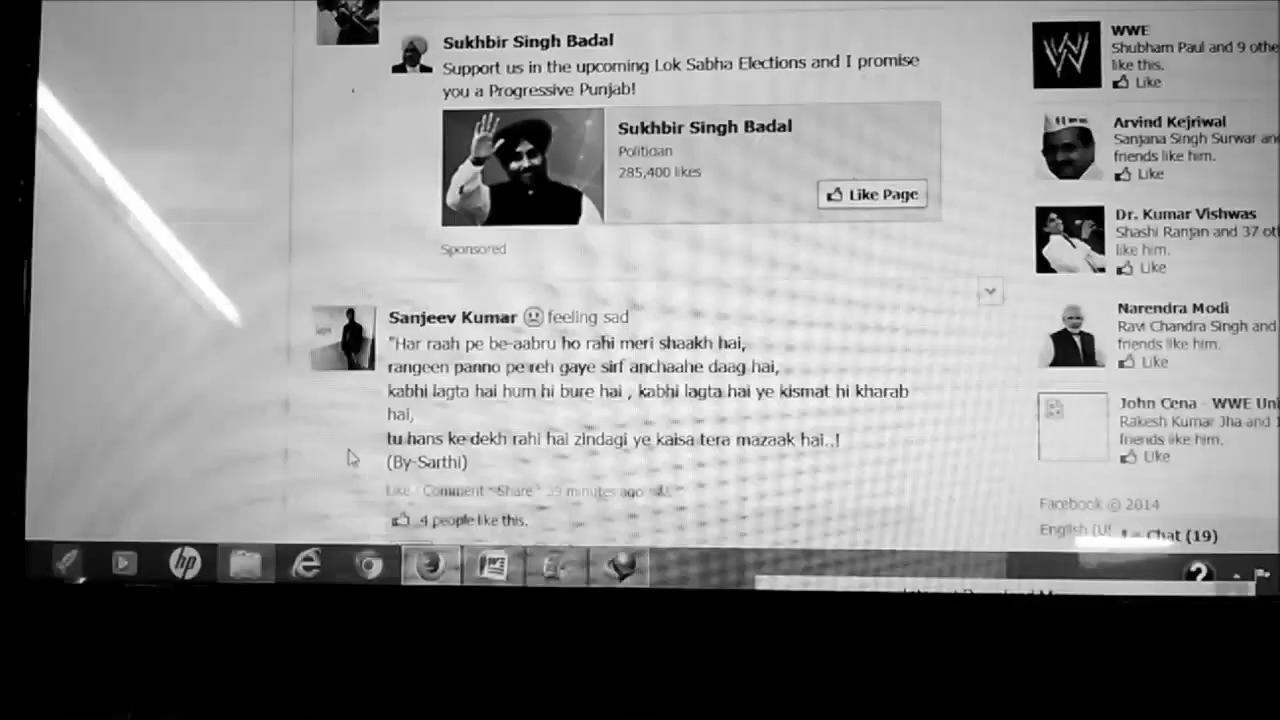 Sukhbir Singh Badal
Support us in the upcoming Lok Sabha Elections and I promise
you a Progressive Punjab!
Sukhbir Singh Badal
Politician
285,400 likes
Like Page
Sponsored
Sanjeev Kumar feeling sad
"Har raah pe be-aabru ho rahi meri shaakh hai,
rangeen panno pe reh gaye sirf anchaahe daag hai,
kabhi lagta hai hum hi bure hai , kabhi lagta hai ye kismat hi kharab
hai,
tu hans ke dekh rahi hai zindagi ye kaisa tera mazaak hai..!
(By-Sarthi)
Like · Comment · Share · 39 minutes ago
4 people like this.
WWE
Shubham Paul and 9 othe
like this.
Like
Arvind Kejriwal
Sanjana Singh Surwar an
friends like him.
Like
Dr. Kumar Vishwas
Shashi Ranjan and 37 ot
like him.
Like
Narendra Modi
Ravi Chandra Singh and
friends like him.
Like
John Cena - WWE Uni
Rakesh Kumar Jha and 1
friends like him.
Like
Facebook © 2014
English (U
Chat (19)
hp